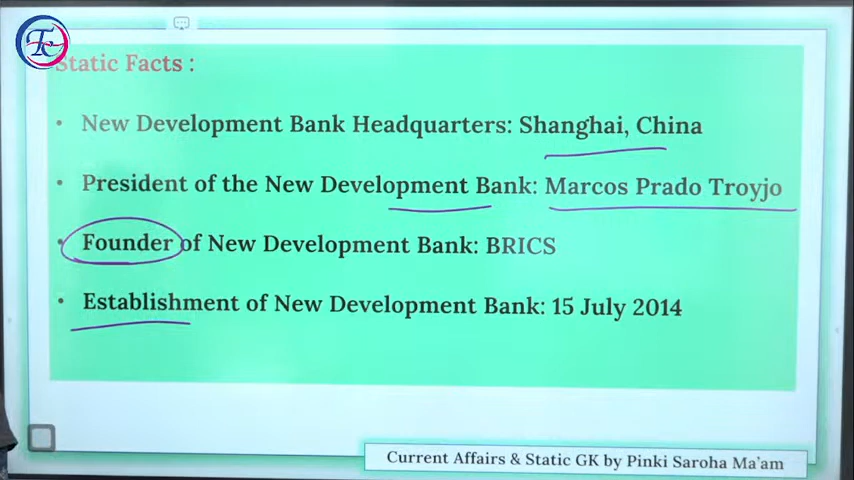 Static Facts :
• New Development Bank Headquarters: Shanghai, China
• President of the New Development Bank: Marcos Prado Troyjo
• Founder of New Development Bank: BRICS
• Establishment of New Development Bank: 15 July 2014
Current Affairs & Static GK by Pinki Saroha Ma'am